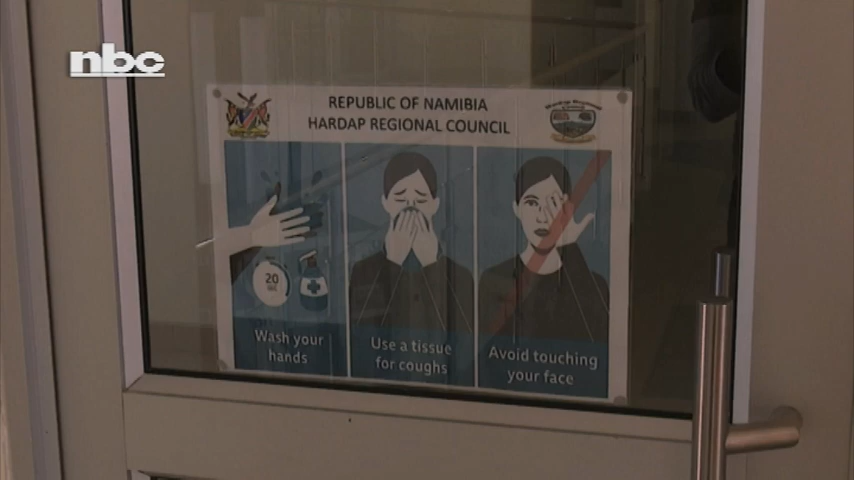 nbc
REPUBLIC OF NAMIBIA
HARDAP REGIONAL COUNCIL
20
Wash your
hands
Use a tissue
for coughs
Avoid touching
your face